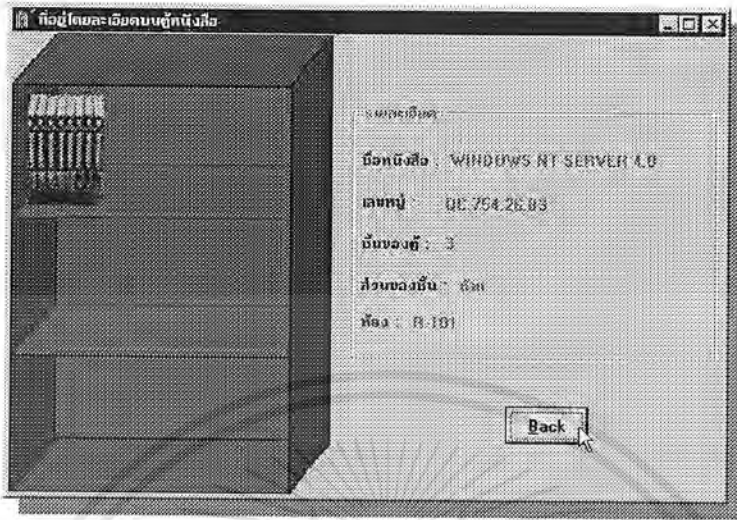 ที่อยู่โดยละเอียดบนตู้หนังสือ
รายละเอียด
ชื่อหนังสือ : WINDOWS NT SERVER 4.0
เลขหมู่ : QC.754.26.B3
ชั้นของตู้ : 3
ส่วนของชั้น : ซ้าย
ห้อง : R-101
Back